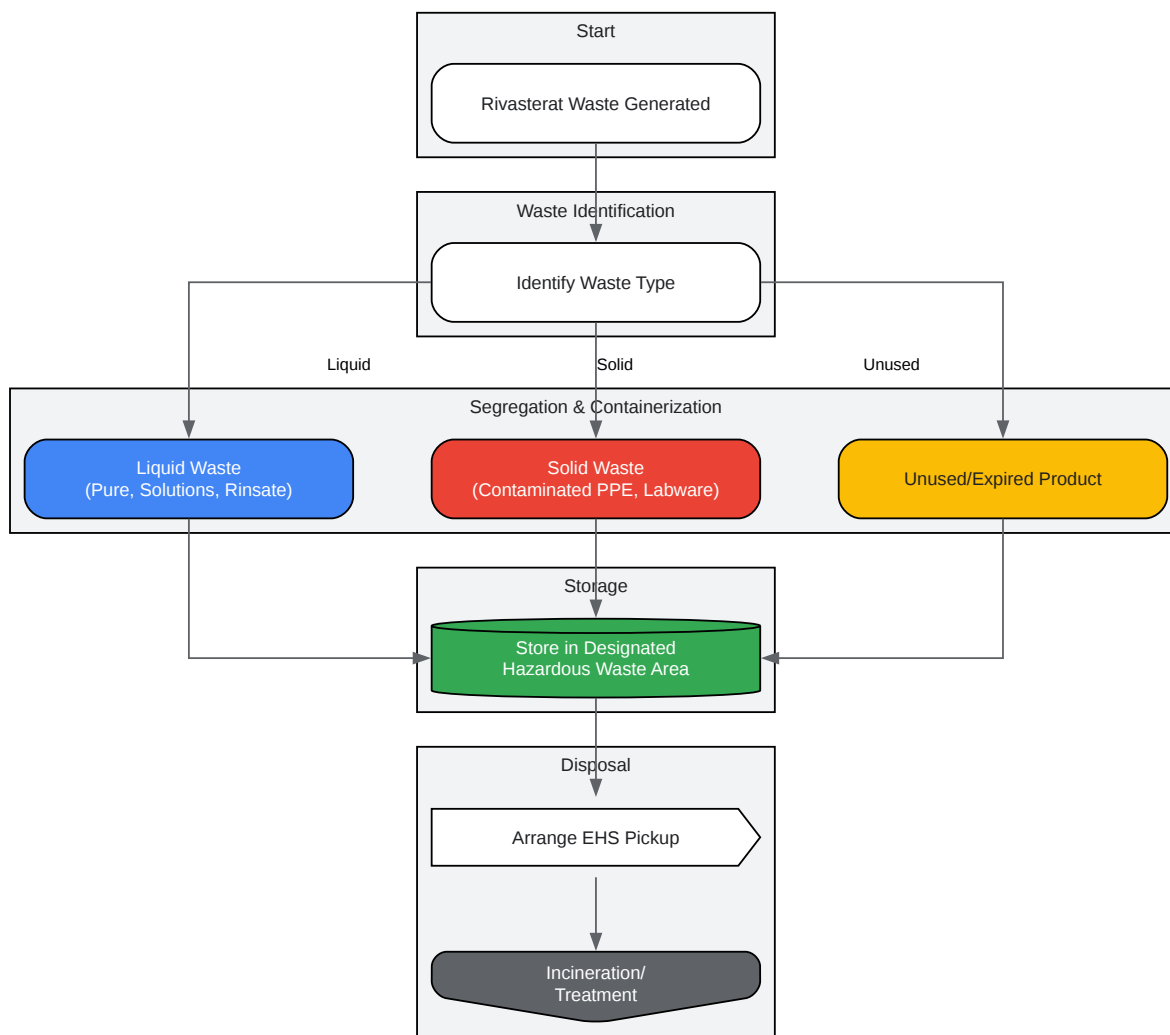 Start
Rivasterat Waste Generated
Waste Identification
Identify Waste Type
Liquid
Solid
Unused
Segregation & Containerization
Liquid Waste
(Pure, Solutions, Rinsate)
Solid Waste
(Contaminated PPE, Labware)
Unused/Expired Product
Storage
Store in Designated
Hazardous Waste Area
Disposal
Arrange EHS Pickup
Incineration/
Treatment